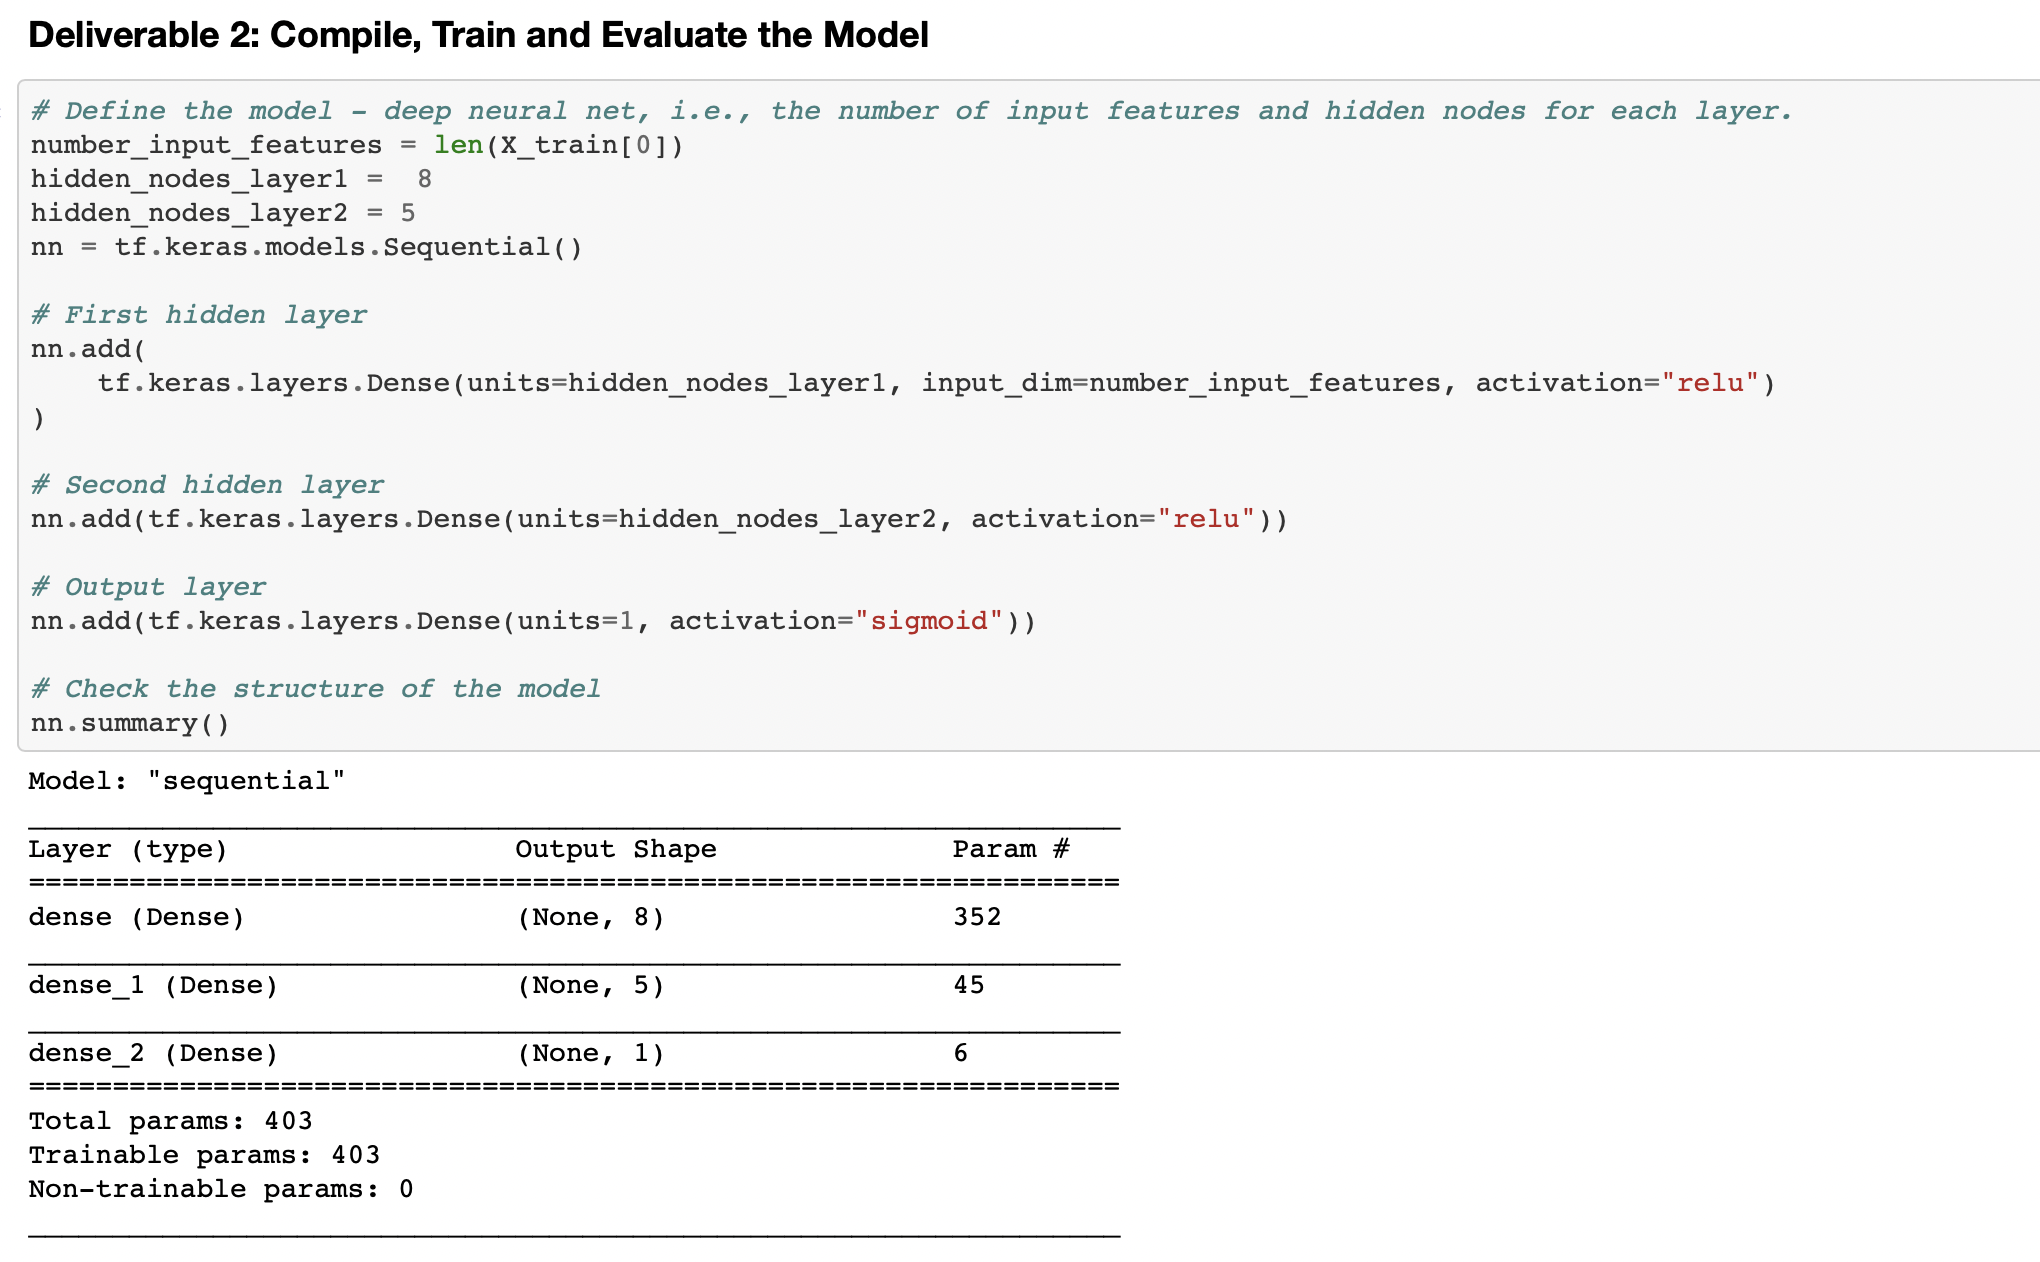 Deliverable 2: Compile, Train and Evaluate the Model
# Define the model – deep neural net, i.e., the number of input features and hidden nodes for each layer.
number_input_features = len(X_train[0])
hidden_nodes_layer1 =  8
hidden_nodes_layer2 = 5
nn = tf.keras.models.Sequential()
# First hidden layer
nn.add(
    tf.keras.layers.Dense(units=hidden_nodes_layer1, input_dim=number_input_features, activation="relu")
)
# Second hidden layer
nn.add(tf.keras.layers.Dense(units=hidden_nodes_layer2, activation="relu"))
# Output layer
nn.add(tf.keras.layers.Dense(units=1, activation="sigmoid"))
# Check the structure of the model
nn.summary()
Model: "sequential"
_________________________________________________________________
Layer (type)                 Output Shape              Param #
=================================================================
dense (Dense)                (None, 8)                 352
_________________________________________________________________
dense_1 (Dense)              (None, 5)                 45
_________________________________________________________________
dense_2 (Dense)              (None, 1)                 6
=================================================================
Total params: 403
Trainable params: 403
Non-trainable params: 0
_________________________________________________________________